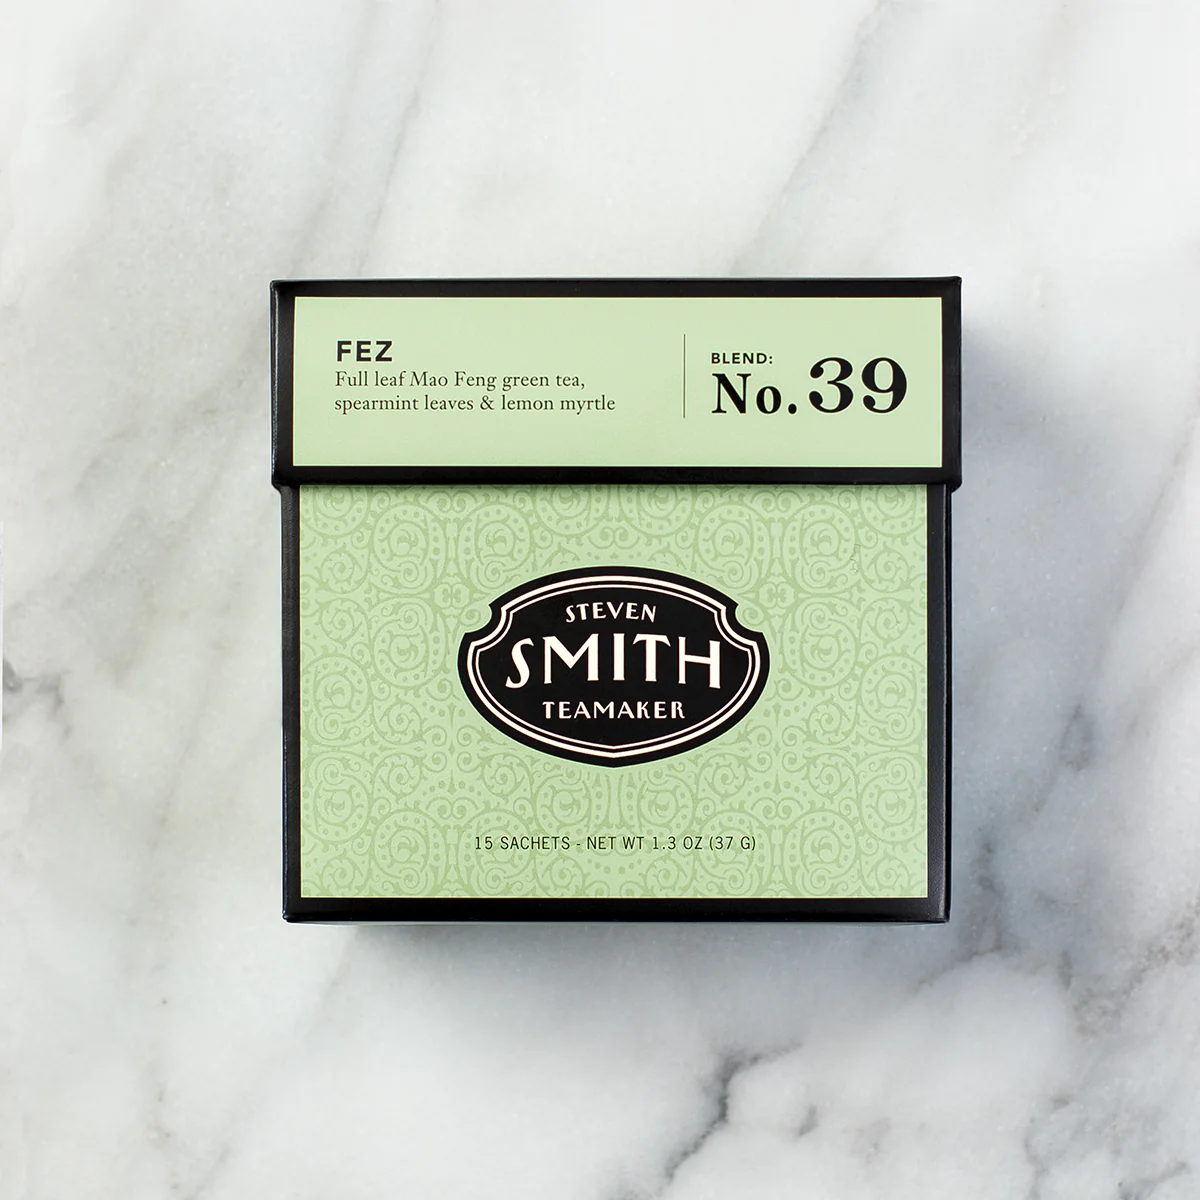 FEZ
Full leaf Mao Feng green tea,
spearmint leaves & lemon myrtle
BLEND:
No. 39
STEVEN
SMITH
TEAMAKER
15 SACHETS - NET WT 1.3 OZ (37 G)